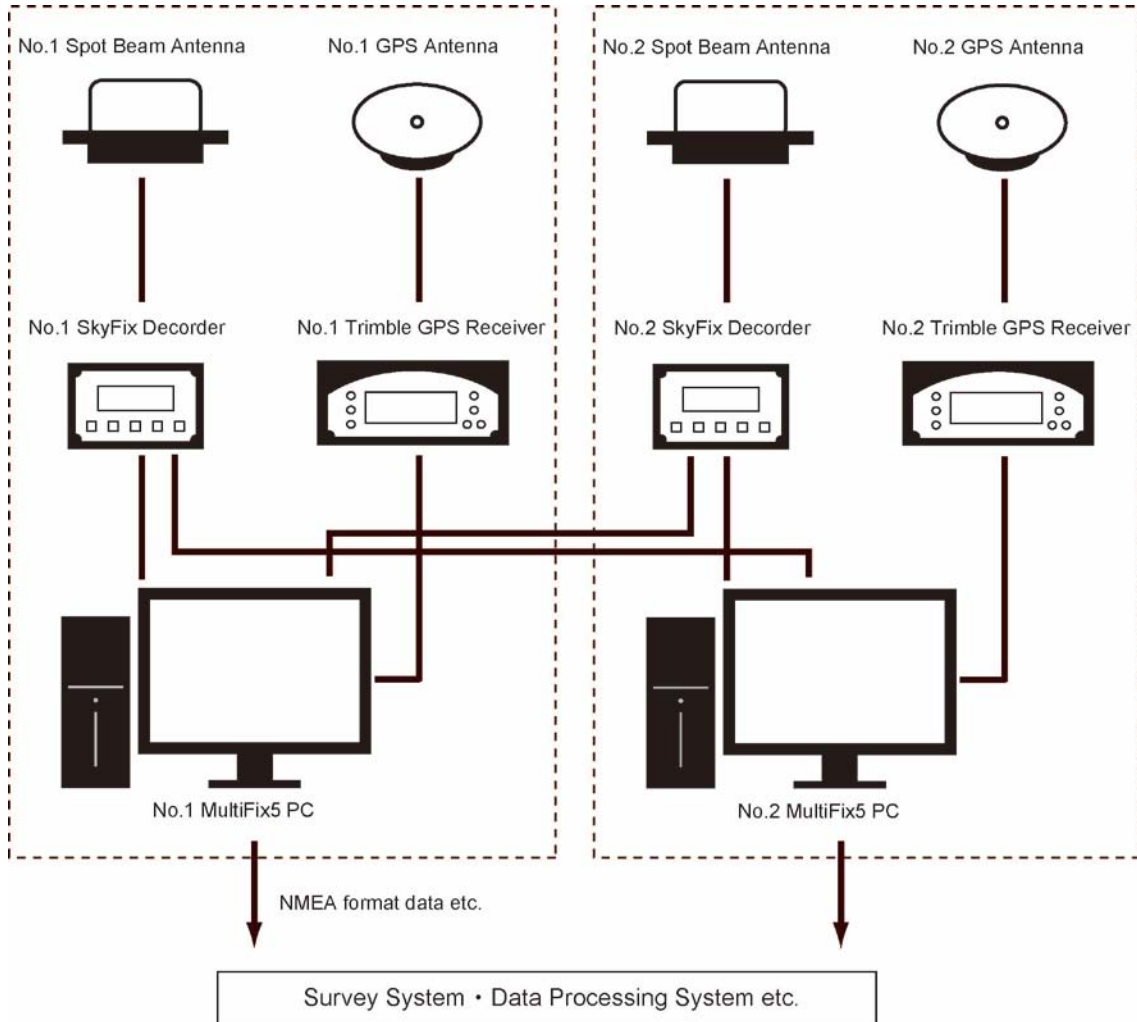 No.1 Spot Beam Antenna
No.1 GPS Antenna
No.2 Spot Beam Antenna
No.2 GPS Antenna
No.1 SkyFix Decorder
No.1 Trimble GPS Receiver
No.2 SkyFix Decorder
No.2 Trimble GPS Receiver
No.1 MultiFix5 PC
No.2 MultiFix5 PC
NMEA format data etc.
Survey System・Data Processing System etc.